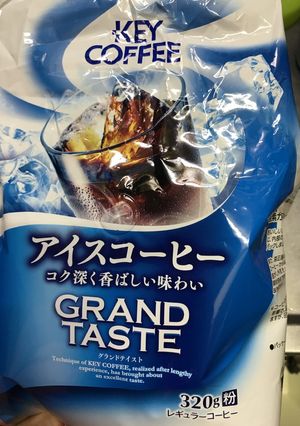 KEY
COFFEE
アイスコーヒー
コク深く香ばしい味わい
GRAND
TASTE
グランドテイスト
Technique of KEY COFFEE, realized after lengthy
experience, has brought about
an excellent taste.
320g 粉
レギュラーコーヒー